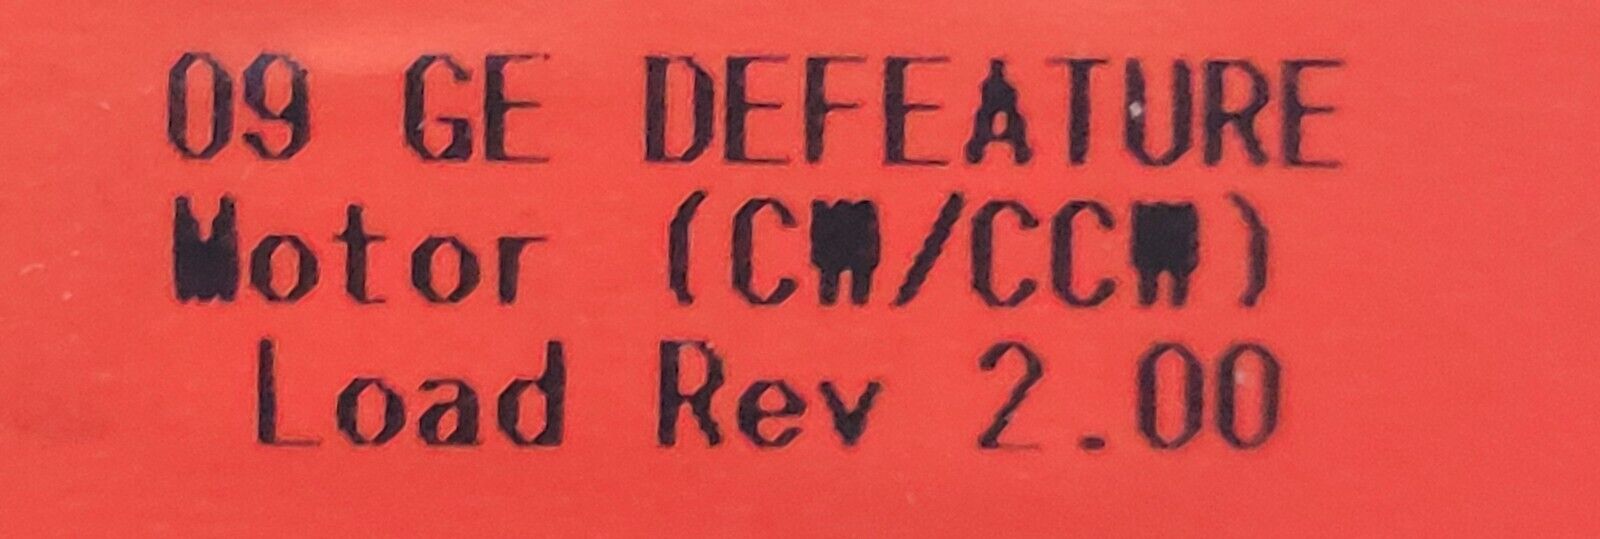 09 GE DEFEATURE
Motor (CW/CCW)
Load Rev 2.00